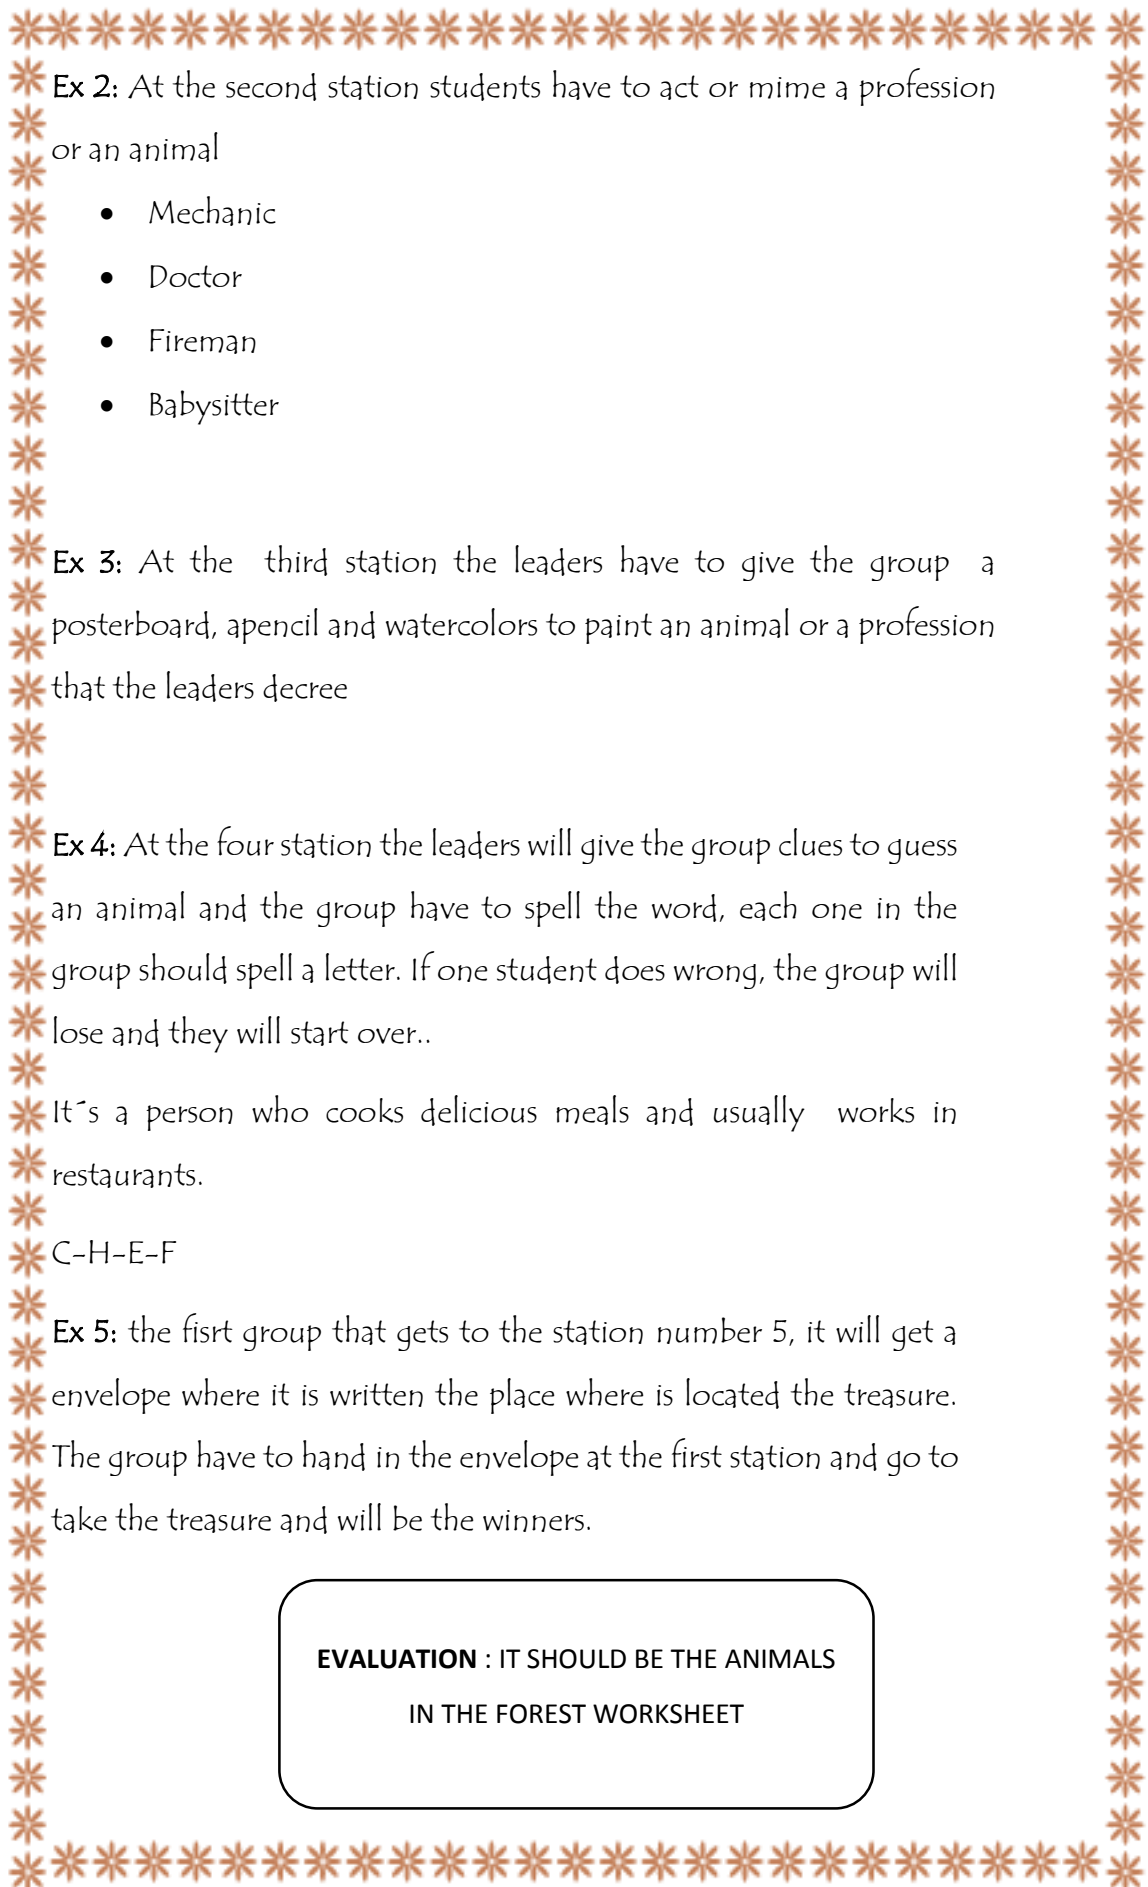 Ex 2: At the second station students have to act or mime a profession
or an animal
• Mechanic
• Doctor
• Fireman
• Babysitter
Ex 3: At the third station the leaders have to give the group a
posterboard, apencil and watercolors to paint an animal or a profession
that the leaders decree
Ex 4: At the four station the leaders will give the group clues to guess
an animal and the group have to spell the word, each one in the
group should spell a letter. If one student does wrong, the group will
lose and they will start over..
It´s a person who cooks delicious meals and usually works in
restaurants.
C-H-E-F
Ex 5: the fisrt group that gets to the station number 5, it will get a
envelope where it is written the place where is located the treasure.
The group have to hand in the envelope at the first station and go to
take the treasure and will be the winners.
EVALUATION : IT SHOULD BE THE ANIMALS
IN THE FOREST WORKSHEET